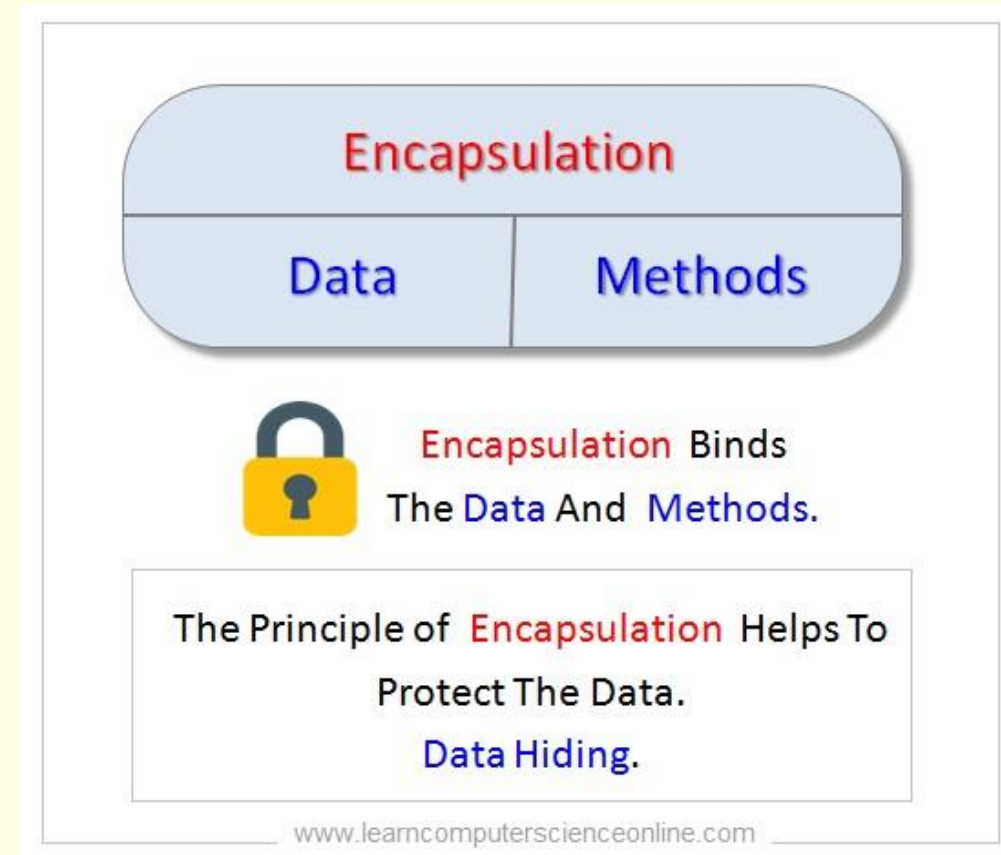 Encapsulation
Data Methods
Encapsulation Binds
The Data And Methods.
The Principle of Encapsulation Helps To
Protect The Data.
Data Hiding.
www.learncomputerscienceonline.com